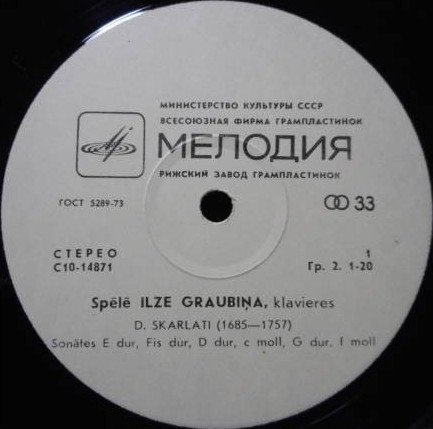 МИНИСТЕРСТВО КУЛЬТУРЫ СССР
ВСЕСОЮЗНАЯ ФИРМА ГРАМПЛАСТИНОК
МЕЛОДИЯ
РИЖСКИЙ ЗАВОД ГРАМПЛАСТИНОК
ГОСТ 5289-73
33
СТЕРЕО
С10-14871
1
Гр. 2. 1-20
Spēlē ILZE GRAUBIŅA, klavieres
D. SKARLATI (1685—1757)
Sonātes E dur, Fis dur, D dur, c moll, G dur. f moll